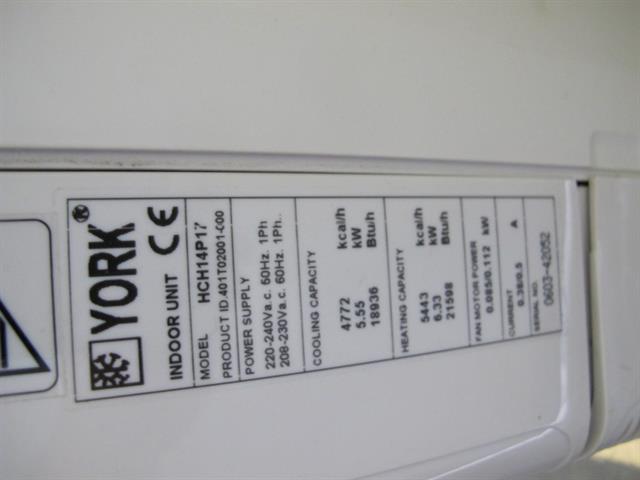 YORK®
INDOOR UNIT CE
MODEL HCH14P17
PRODUCT ID.401T02001-C00
POWER SUPPLY
220-240Va.c. 50Hz. 1Ph
208-230Va.c. 60Hz. 1Ph..
COOLING CAPACITY
4772 kcal/h
5.55 kW
18936 Btu/h
HEATING CAPACITY
5443 kcal/h
6.33 kW
21598 Btu/h
FAN MOTOR POWER
0.085/0.112 kW
CURRENT
0.38/0.5 A
SERIAL NO.
0603-42052